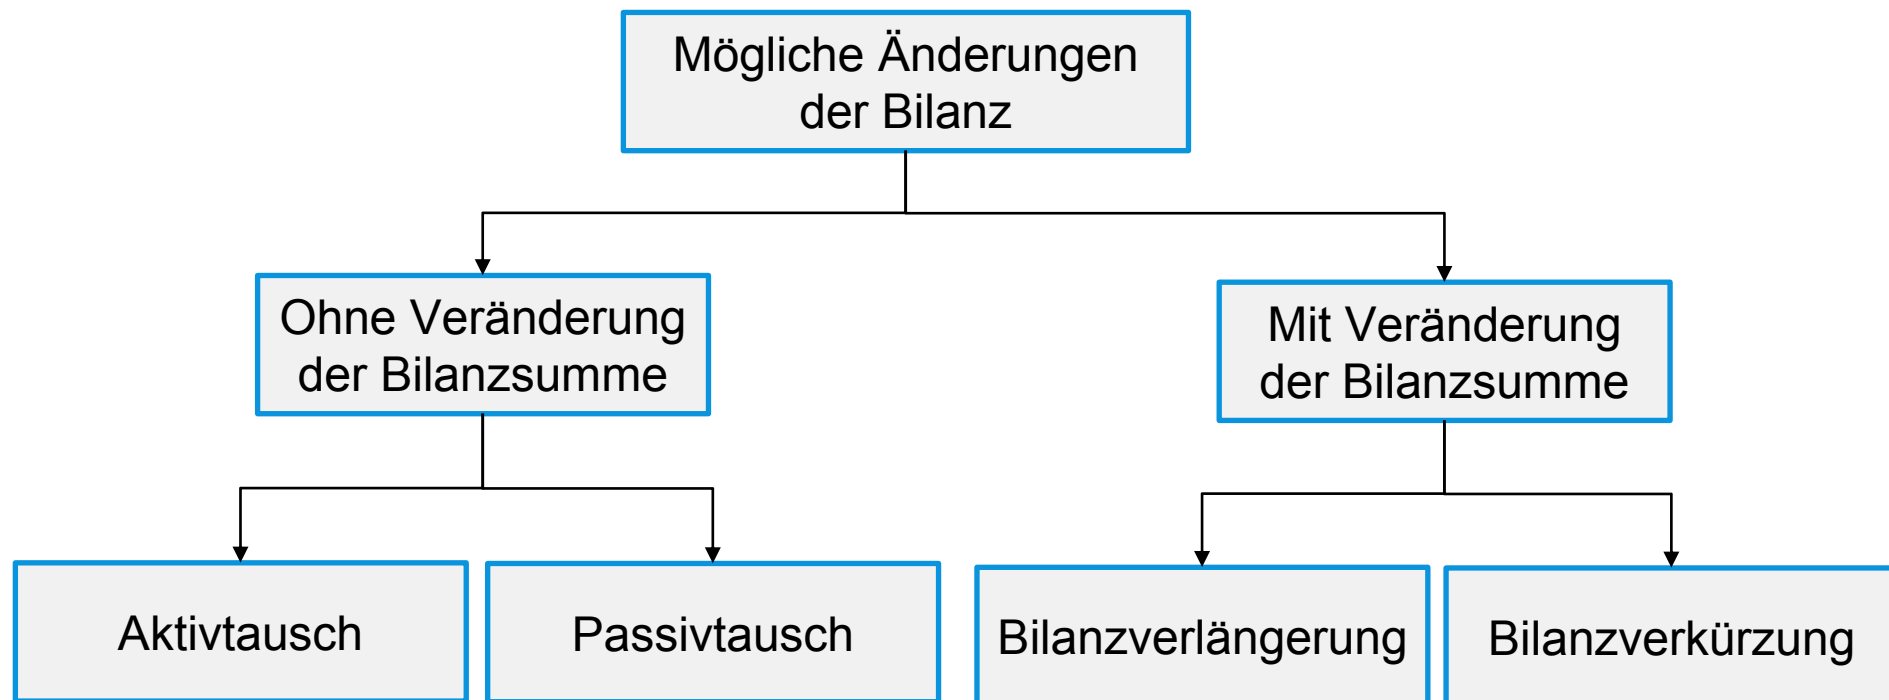 Mögliche Änderungen
der Bilanz
Ohne Veränderung
der Bilanzsumme
Mit Veränderung
der Bilanzsumme
Aktivtausch
Passivtausch
Bilanzverlängerung
Bilanzverkürzung